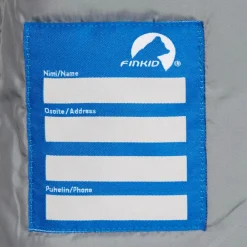 FINKID®
Nimi/Name
Osoite/Address
Puhelin/Phone